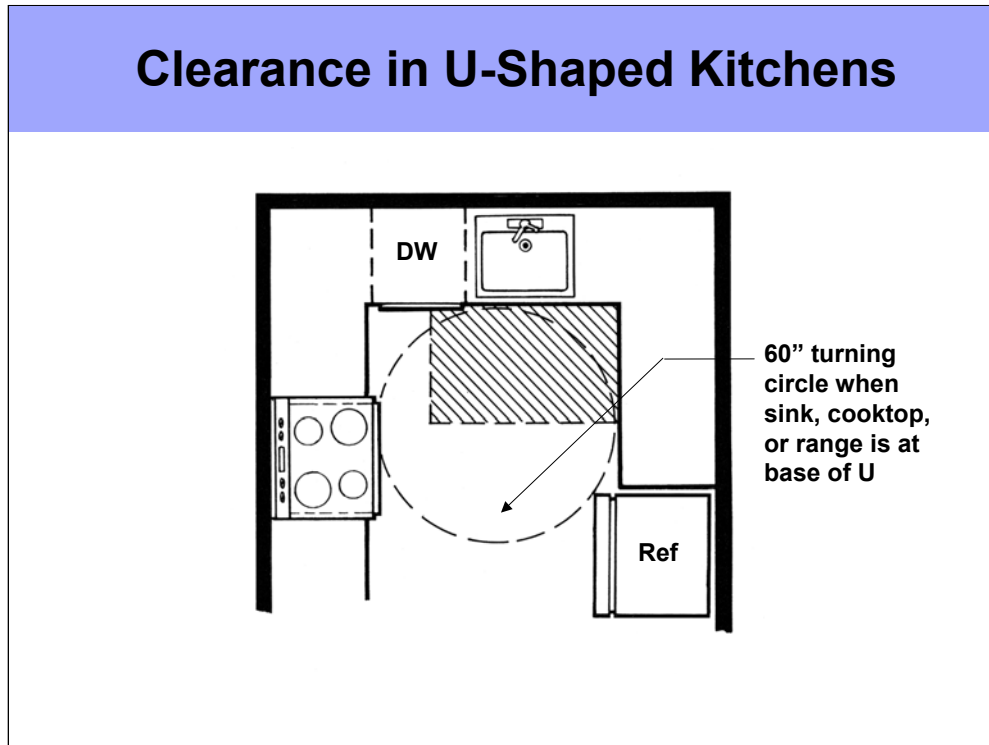 Clearance in U-Shaped Kitchens
DW
60” turning
circle when
sink, cooktop,
or range is at
base of U
Ref